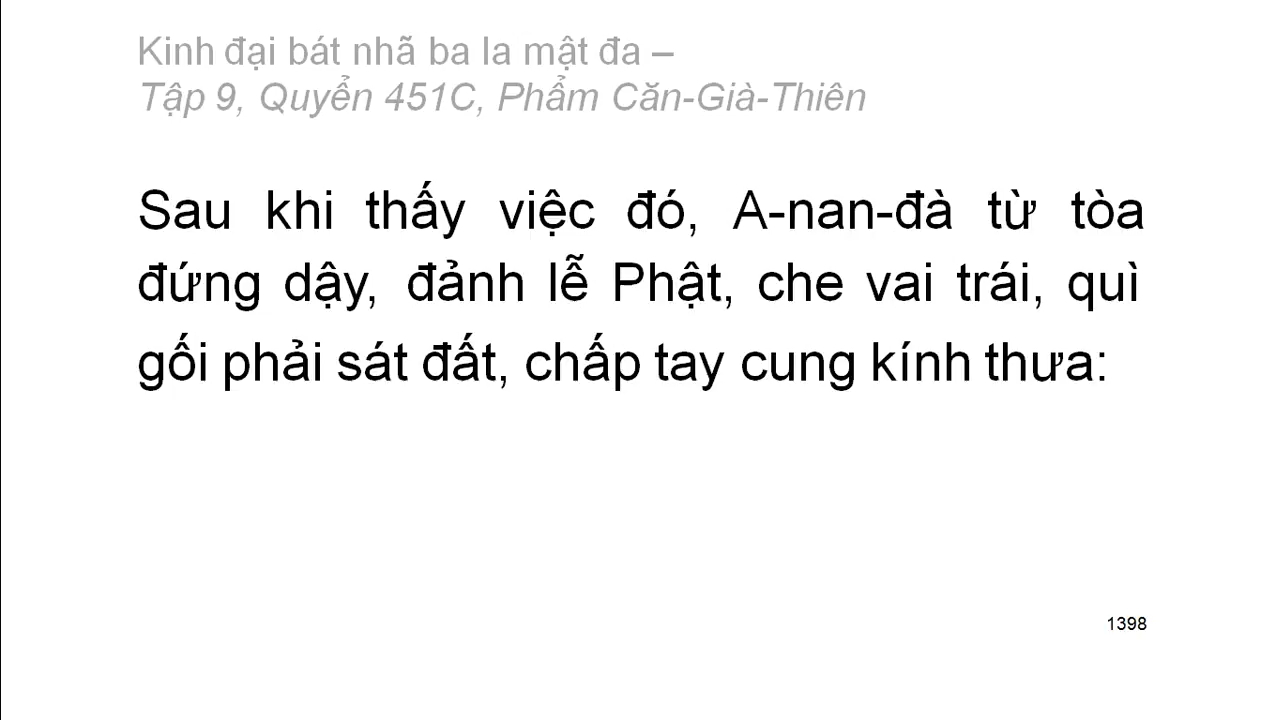 Kinh đại bát nhã ba la mật đa –
Tập 9, Quyển 451C, Phẩm Căn-Già-Thiên
Sau khi thấy việc đó, A-nan-đà từ tòa
đứng dậy, đảnh lễ Phật, che vai trái, quì
gối phải sát đất, chấp tay cung kính thưa:
1398